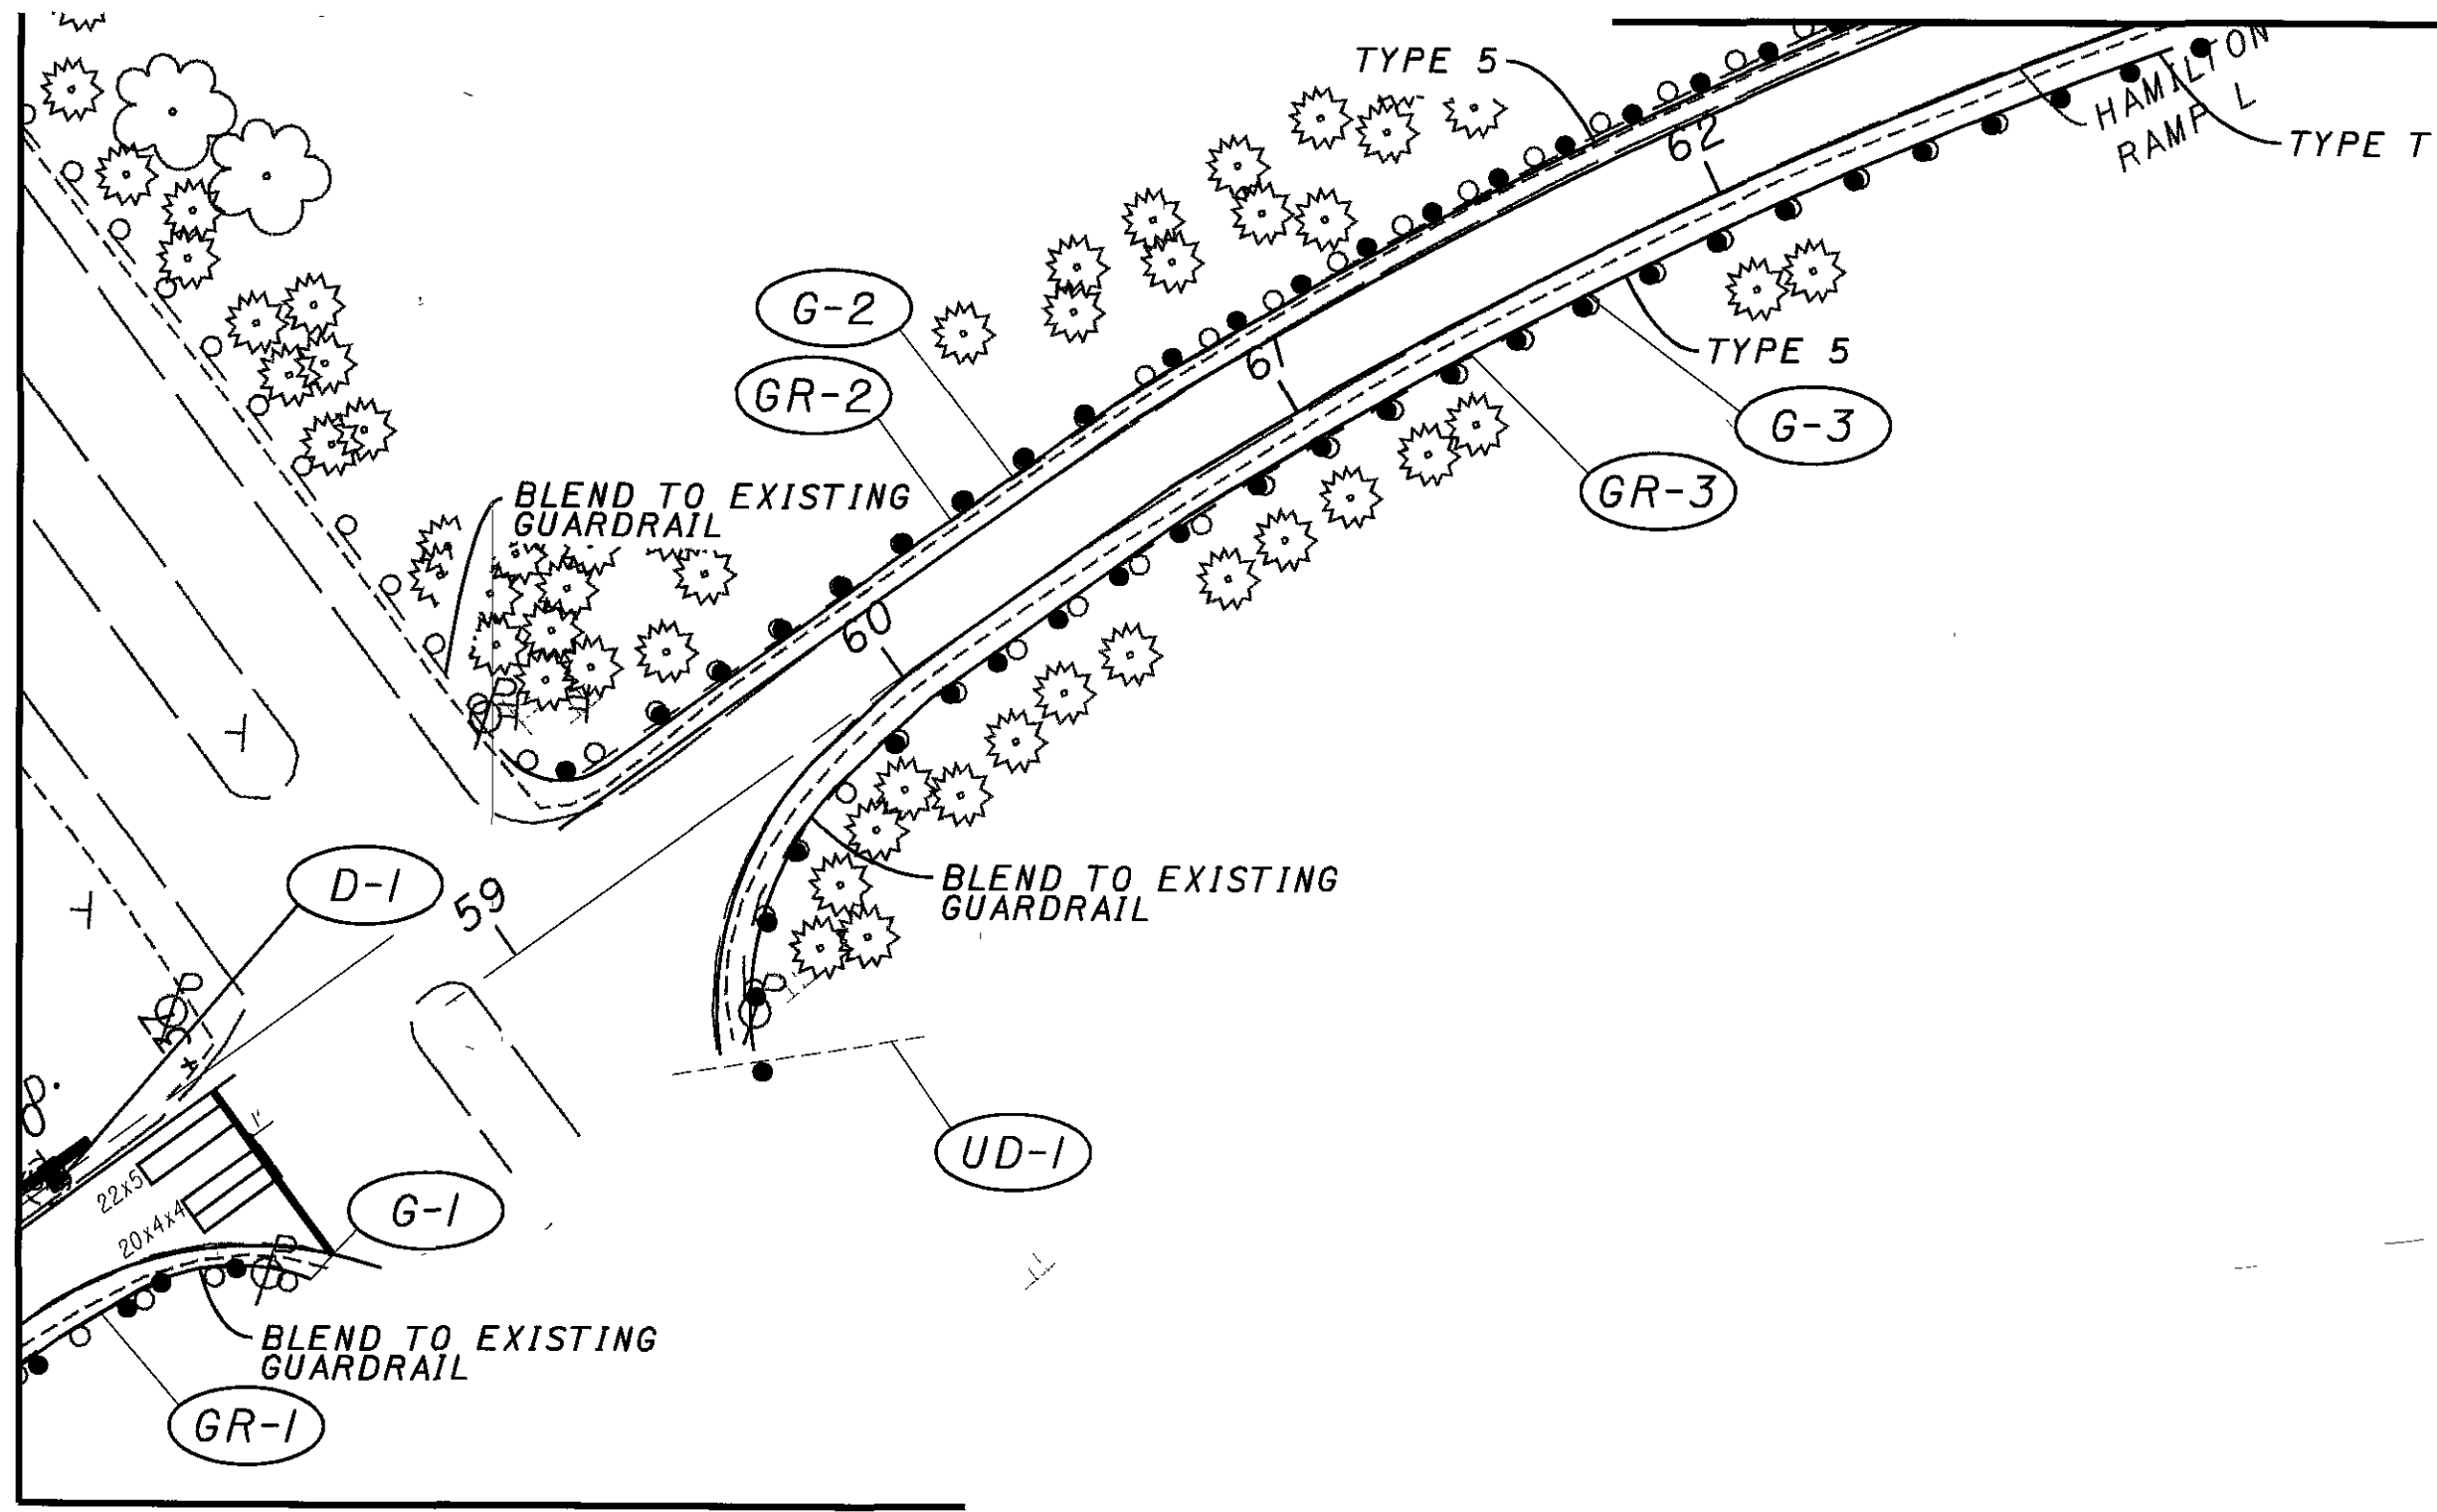 TYPE 5
HAMILTON
RAMP L
TYPE T
62
G-2
GR-2
61
TYPE 5
G-3
GR-3
BLEND TO EXISTING
GUARDRAIL
60
D-1
59
BLEND TO EXISTING
GUARDRAIL
UD-1
22x5
G-1
20x4x4
BLEND TO EXISTING
GUARDRAIL
GR-1